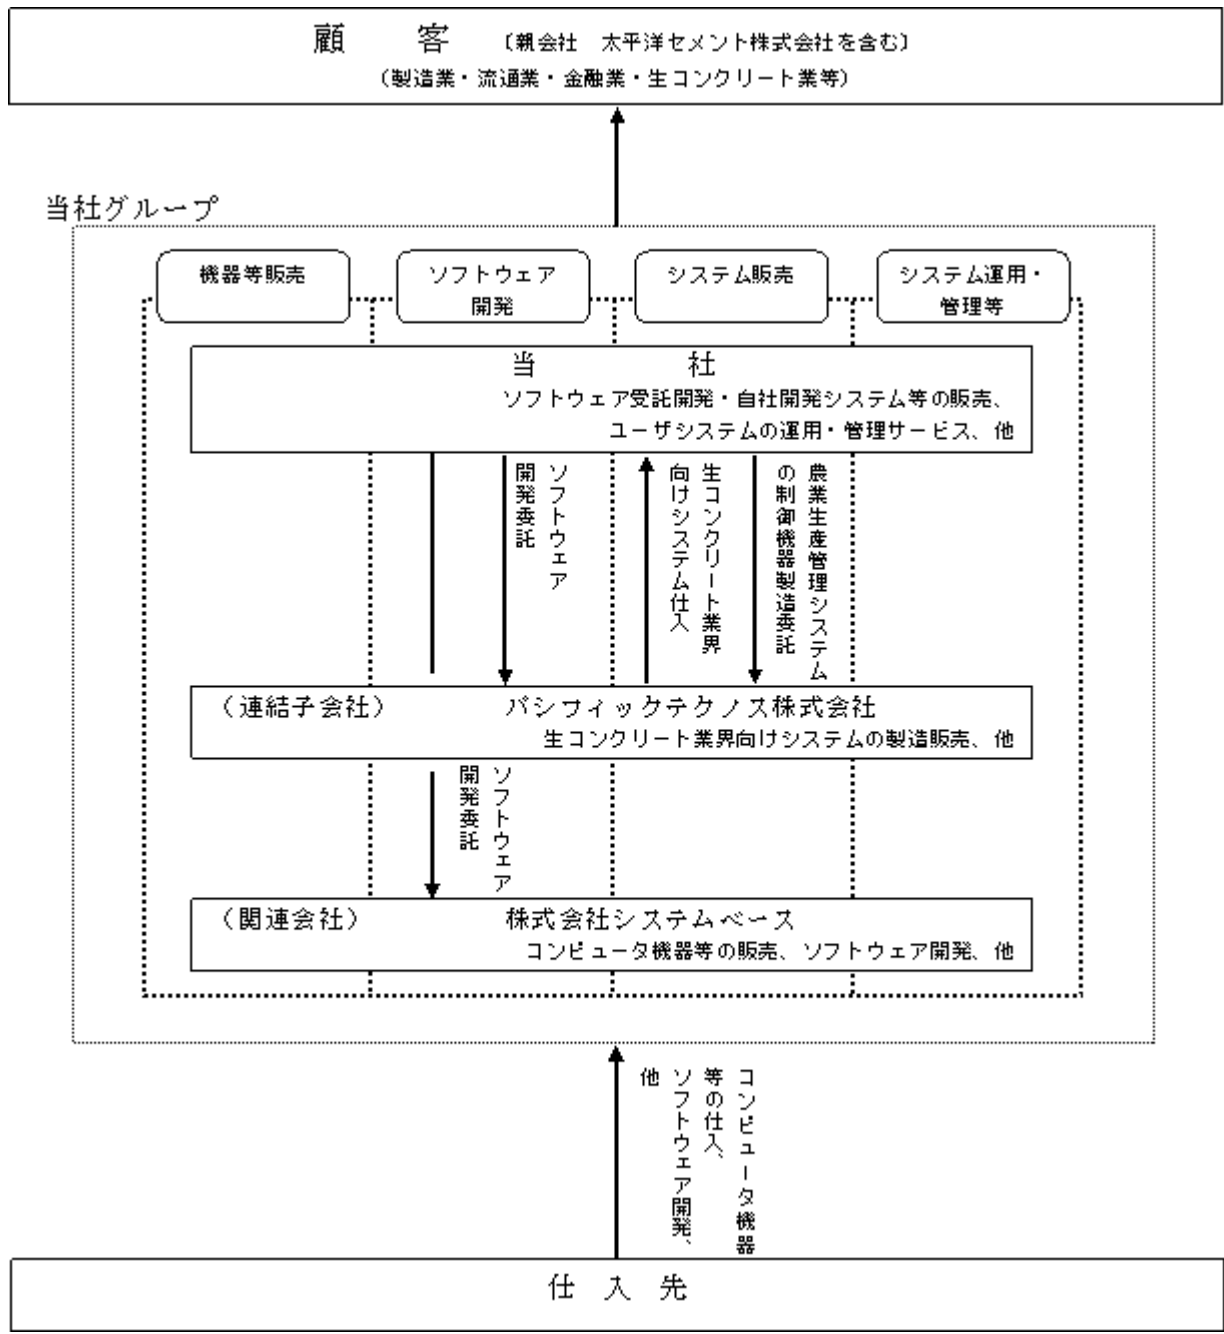 顧　客　〔親会社　太平洋セメント株式会社を含む〕
（製造業・流通業・金融業・生コンクリート業等）
当社グループ
機器等販売
ソフトウェア
開発
システム販売
システム運用・
管理等
当　社
ソフトウェア受託開発・自社開発システム等の販売、
ユーザシステムの運用・管理サービス、他
ソフトウェア
開発委託
生コンクリート業界
向けシステム仕入
農業生産管理システム
の制御機器製造委託
（連結子会社）　パシフィックテクノス株式会社
生コンクリート業界向けシステムの製造販売、他
ソフトウェア
開発委託
（関連会社）　株式会社システムベース
コンピュータ機器等の販売、ソフトウェア開発、他
コンピュータ機器
等の仕入、
ソフトウェア開発、
他
仕　入　先